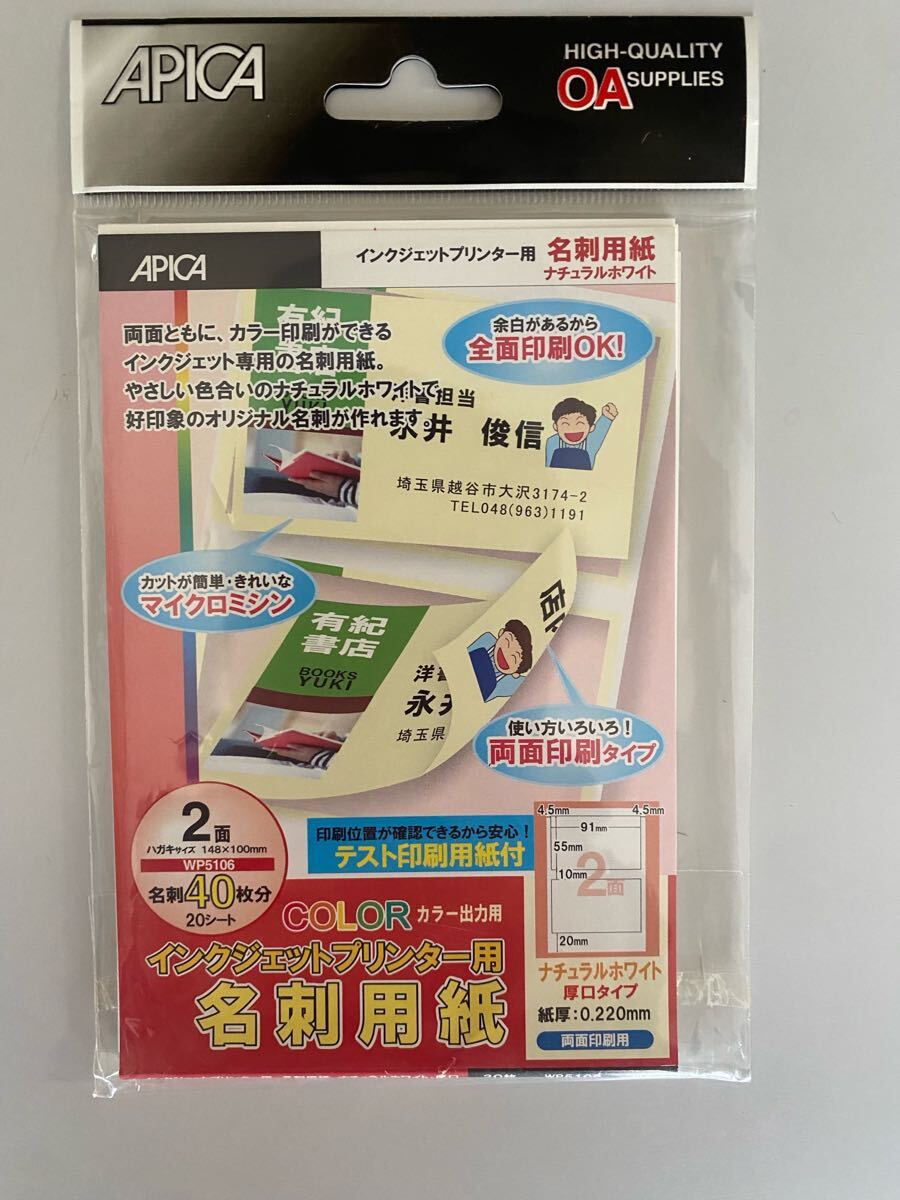 APICA
HIGH-QUALITY
OA SUPPLIES
APICA
インクジェットプリンター用 名刺用紙
ナチュラルホワイト
両面ともに、カラー印刷ができる
インクジェット専用の名刺用紙。
やさしい色合いのナチュラルホワイトで
好印象のオリジナル名刺が作れます。
余白があるから
全面印刷OK!
有紀
担当
永井 俊信
埼玉県越谷市大沢3174-2
TEL048(963)1191
カットが簡単・きれいな
マイクロミシン
有紀
書店
BOOKS
YUKI
洋
永井
埼玉県
使い方いろいろ!
両面印刷タイプ
2面
ハガキサイズ 148×100mm
WP5106
名刺40枚分
20シート
印刷位置が確認できるから安心!
テスト印刷用紙付
4.5mm 4.5mm
91mm
55mm
10mm
2面
20mm
COLOR カラー出力用
インクジェットプリンター用
名刺用紙
ナチュラルホワイト
厚口タイプ
紙厚:0.220mm
両面印刷用